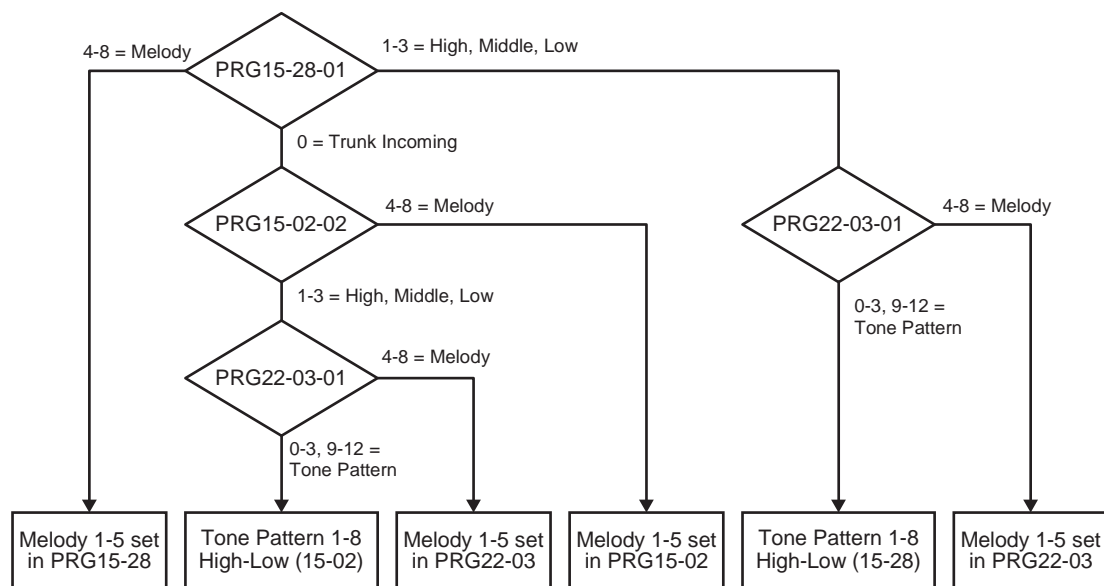 4-8 = Melody
1-3 = High, Middle, Low
PRG15-28-01
0 = Trunk Incoming
PRG15-02-02
4-8 = Melody
PRG22-03-01
4-8 = Melody
1-3 = High, Middle, Low
0-3, 9-12 =
Tone Pattern
PRG22-03-01
4-8 = Melody
0-3, 9-12 =
Tone Pattern
Melody 1-5 set
in PRG15-28
Tone Pattern 1-8
High-Low (15-02)
Melody 1-5 set
in PRG22-03
Melody 1-5 set
in PRG15-02
Tone Pattern 1-8
High-Low (15-28)
Melody 1-5 set
in PRG22-03